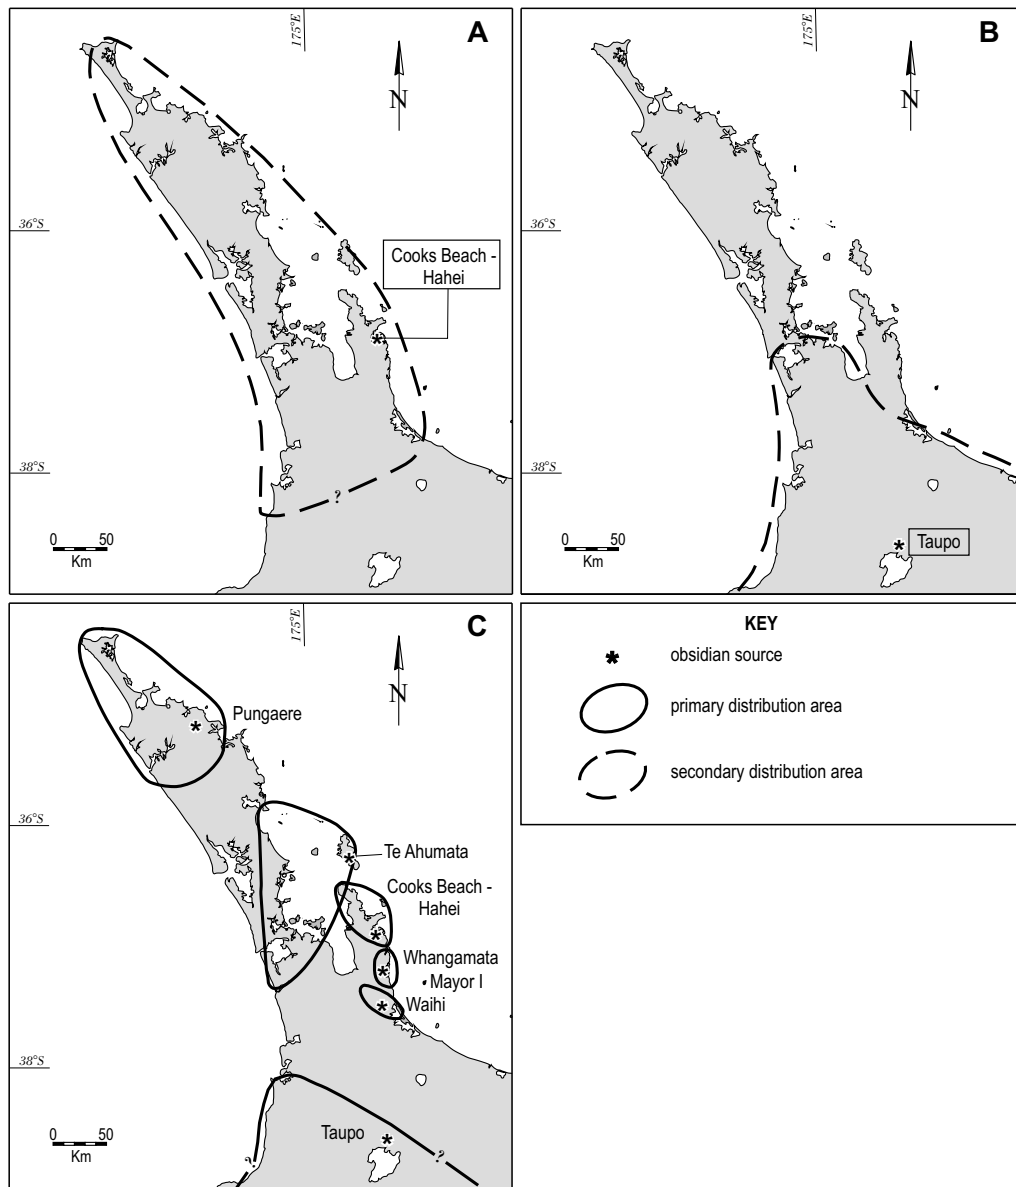 A
175°E
N
36°S
Cooks Beach -
Hahei
38°S
?
0 50
Km
B
175°E
N
36°S
38°S
Taupo
0 50
Km
C
175°E
N
Pungaere
36°S
Te Ahumata
Cooks Beach -
Hahei
Whangamata
Mayor I
Waihi
38°S
Taupo
?
?
0 50
Km
KEY
* obsidian source
primary distribution area
secondary distribution area